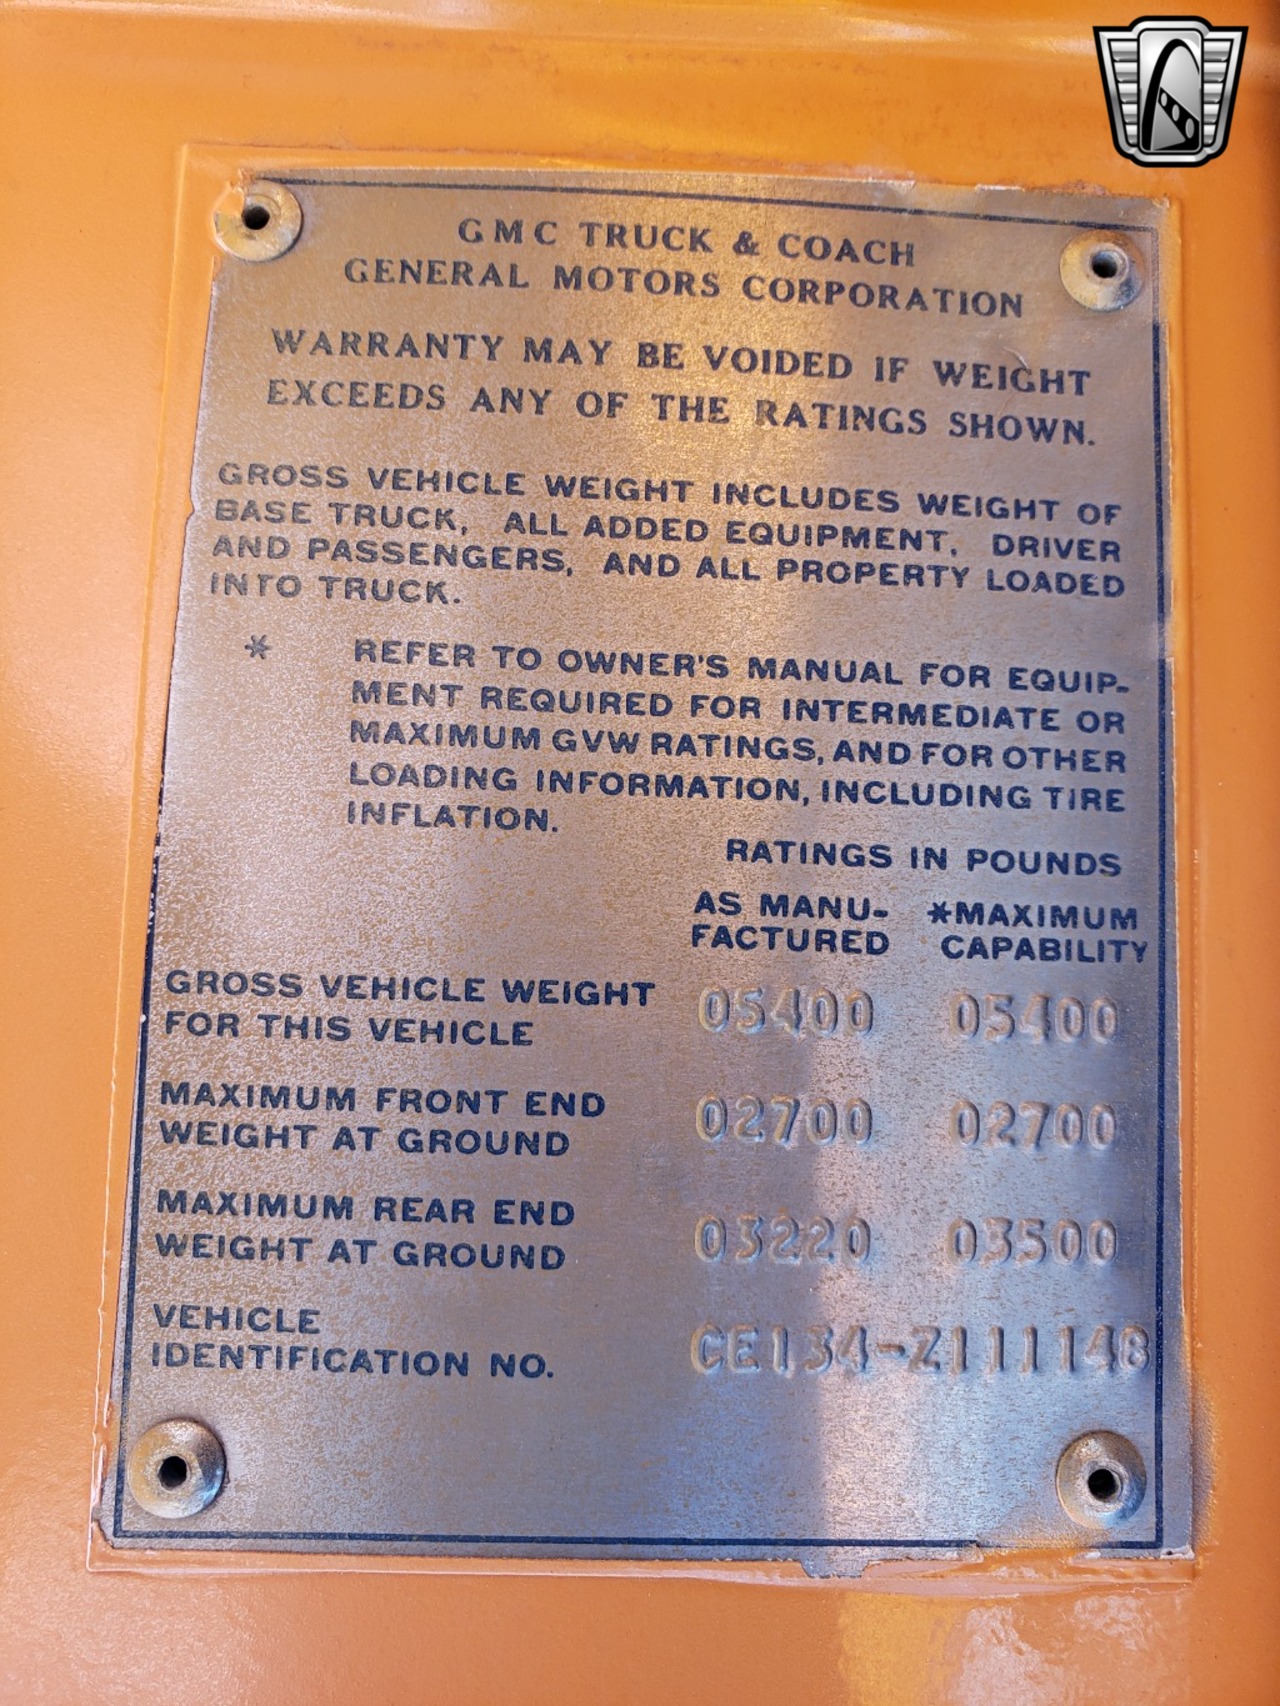 GMC TRUCK & COACH
GENERAL MOTORS CORPORATION
WARRANTY MAY BE VOIDED IF WEIGHT
EXCEEDS ANY OF THE RATINGS SHOWN.
GROSS VEHICLE WEIGHT INCLUDES WEIGHT OF
BASE TRUCK, ALL ADDED EQUIPMENT, DRIVER
AND PASSENGERS, AND ALL PROPERTY LOADED
INTO TRUCK.
* REFER TO OWNER'S MANUAL FOR EQUIP-
MENT REQUIRED FOR INTERMEDIATE OR
MAXIMUM GVW RATINGS, AND FOR OTHER
LOADING INFORMATION, INCLUDING TIRE
INFLATION.
RATINGS IN POUNDS
AS MANU- *MAXIMUM
FACTURED CAPABILITY
GROSS VEHICLE WEIGHT
FOR THIS VEHICLE 05400 05400
MAXIMUM FRONT END
WEIGHT AT GROUND 02700 02700
MAXIMUM REAR END
WEIGHT AT GROUND 03220 03500
VEHICLE
IDENTIFICATION NO. CE134-Z111148